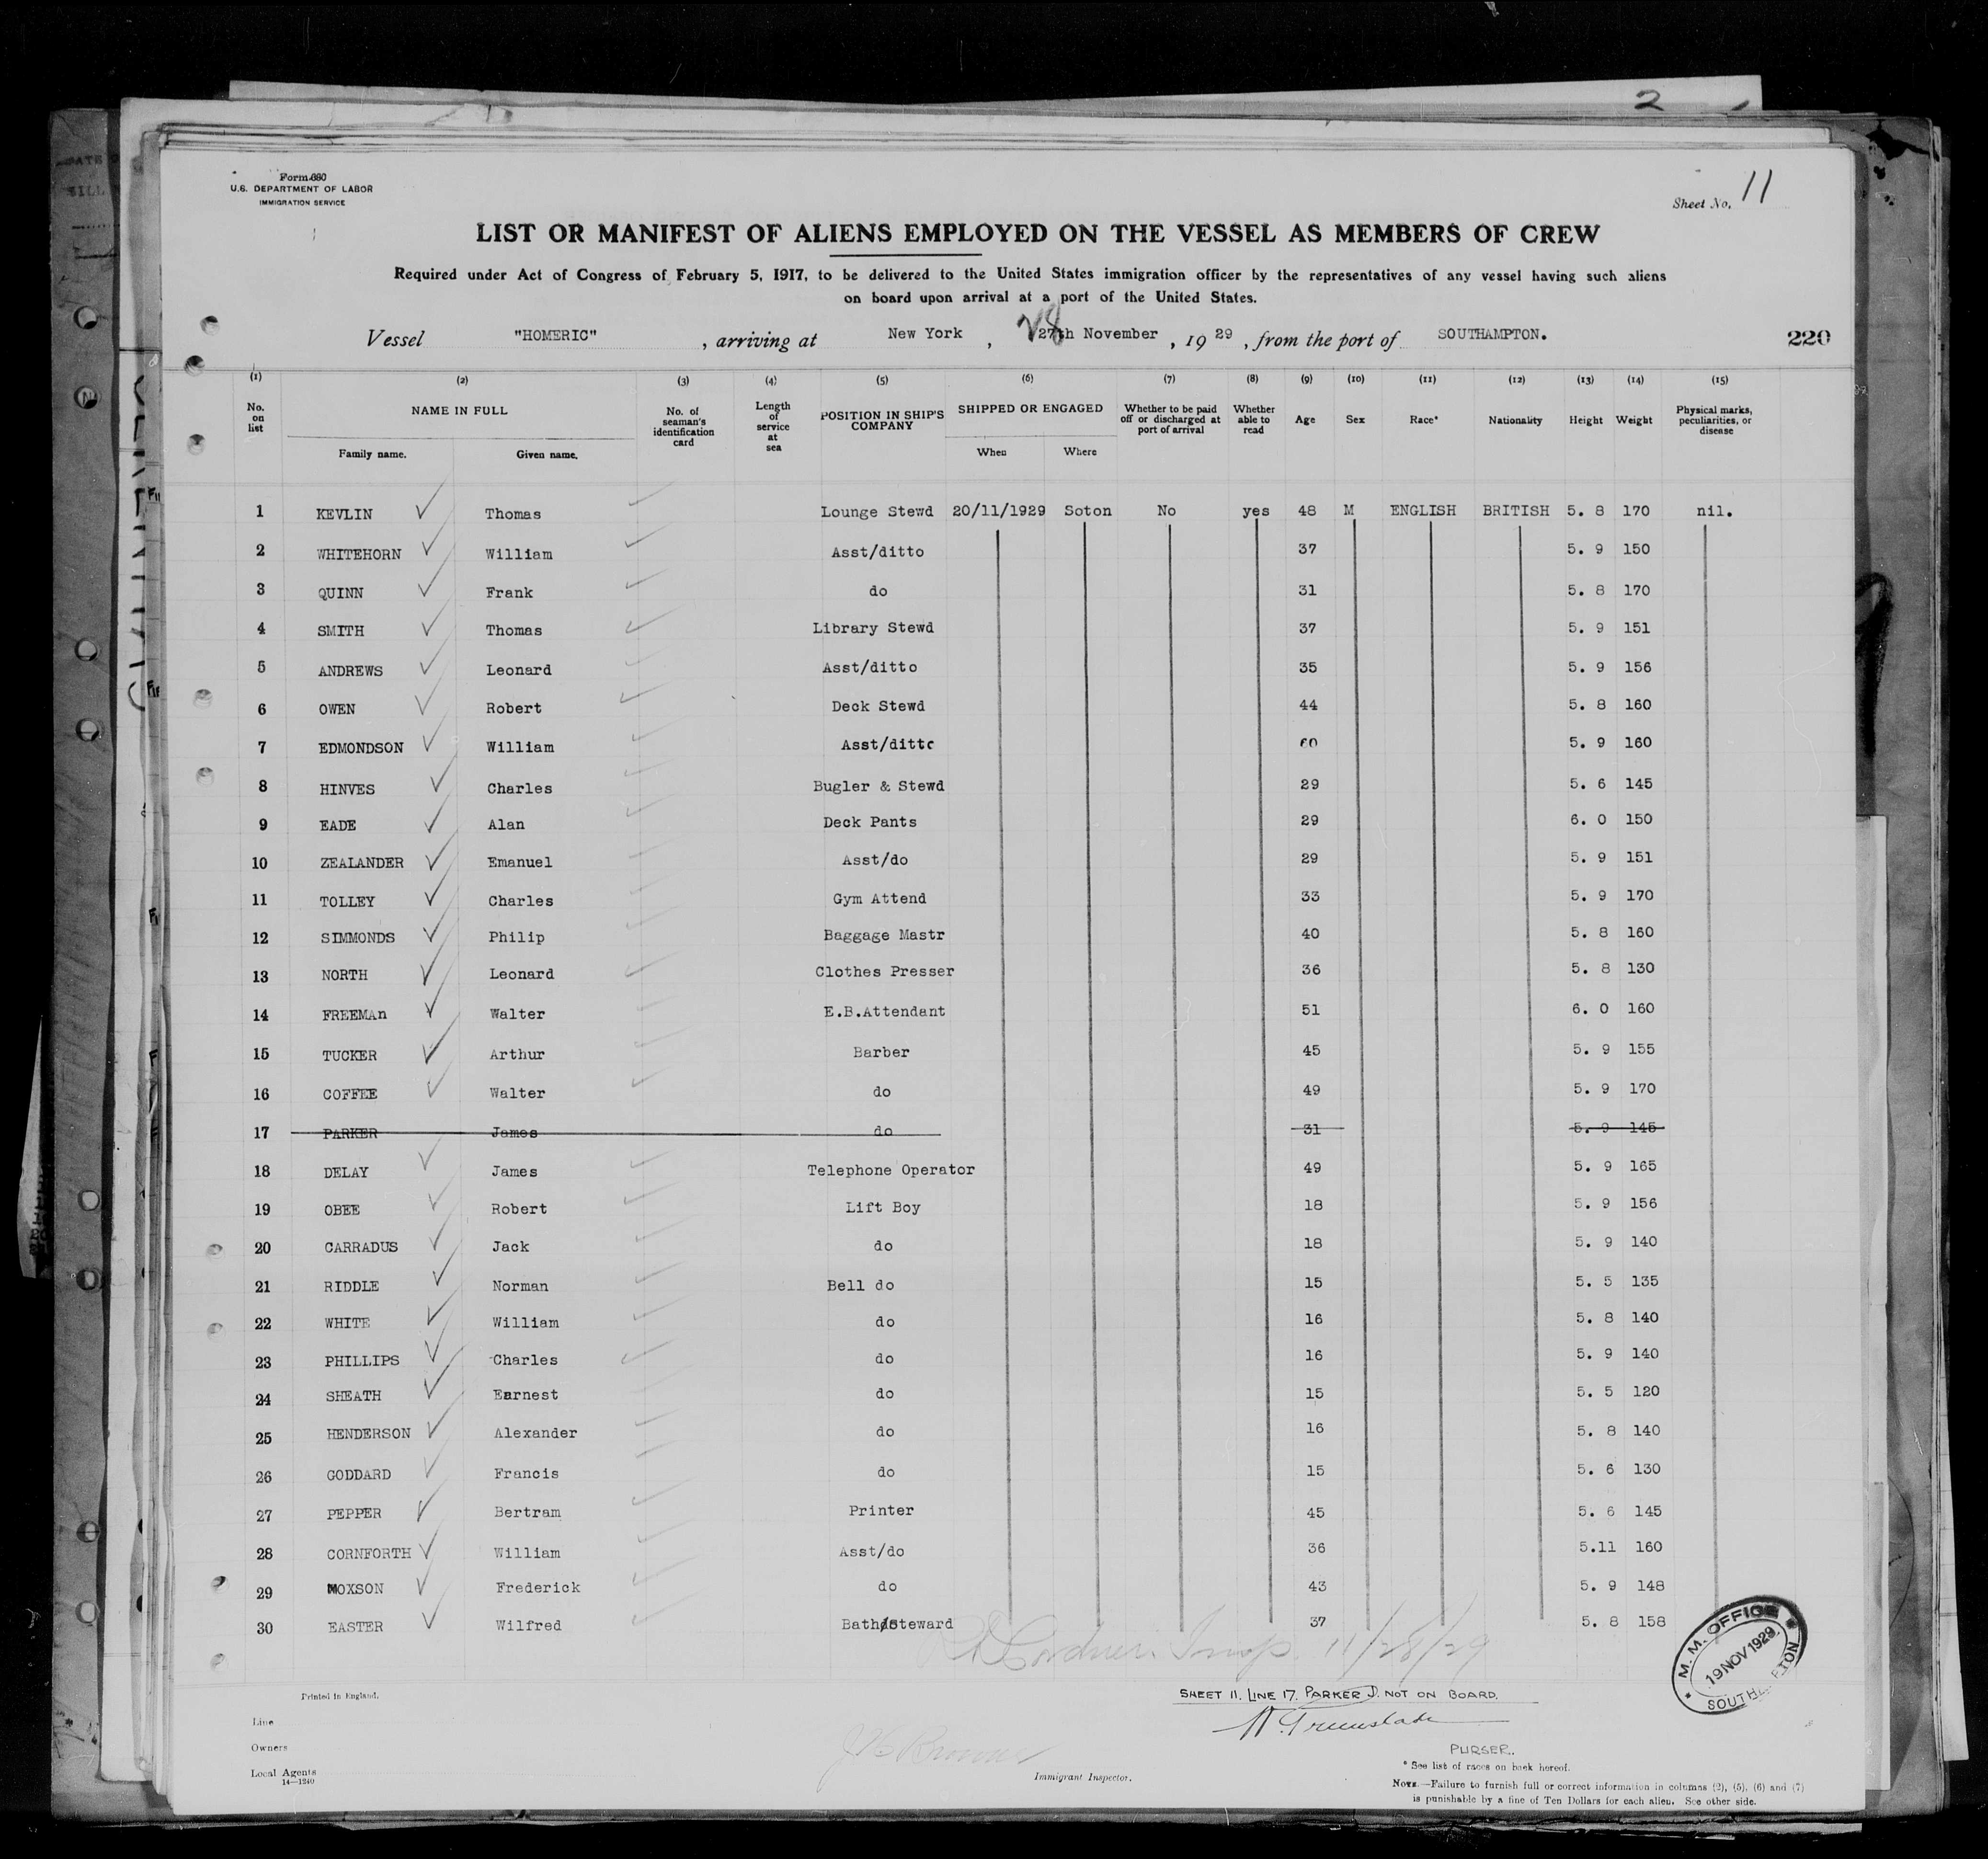 2
Form 680
U.S. DEPARTMENT OF LABOR
IMMIGRATION SERVICE
Sheet No. 11
LIST OR MANIFEST OF ALIENS EMPLOYED ON THE VESSEL AS MEMBERS OF CREW
Required under Act of Congress of February 5, 1917, to be delivered to the United States immigration officer by the representatives of any vessel having such aliens
on board upon arrival at a port of the United States.
Vessel "HOMERIC" , arriving at New York , 28 27th November , 19 29 , from the port of SOUTHAMPTON. 220
(1) (2) (3) (4) (5) (6) (7) (8) (9) (10) (11) (12) (13) (14) (15)
No. on list NAME IN FULL Family name. Given name. No. of seaman's identification card Length of service at sea POSITION IN SHIP'S COMPANY SHIPPED OR ENGAGED When Where Whether to be paid off or discharged at port of arrival Whether able to read Age Sex Race* Nationality Height Weight Physical marks, peculiarities, or disease
1 KEVLIN Thomas Lounge Stewd 20/11/1929 Soton No yes 48 M ENGLISH BRITISH 5. 8 170 nil.
2 WHITEHORN William Asst/ditto 37 5. 9 150
3 QUINN Frank do 31 5. 8 170
4 SMITH Thomas Library Stewd 37 5. 9 151
5 ANDREWS Leonard Asst/ditto 35 5. 9 156
6 OWEN Robert Deck Stewd 44 5. 8 160
7 EDMONDSON William Asst/ditto 60 5. 9 160
8 HINVES Charles Bugler & Stewd 29 5. 6 145
9 EADE Alan Deck Pants 29 6. 0 150
10 ZEALANDER Emanuel Asst/do 29 5. 9 151
11 TOLLEY Charles Gym Attend 33 5. 9 170
12 SIMMONDS Philip Baggage Mastr 40 5. 8 160
13 NORTH Leonard Clothes Presser 36 5. 8 130
14 FREEMAn Walter E.B.Attendant 51 6. 0 160
15 TUCKER Arthur Barber 45 5. 9 155
16 COFFEE Walter do 49 5. 9 170
17 PARKER James do 31 5. 9 145
18 DELAY James Telephone Operator 49 5. 9 165
19 OBEE Robert Lift Boy 18 5. 9 156
20 CARRADUS Jack do 18 5. 9 140
21 RIDDLE Norman Bell do 15 5. 5 135
22 WHITE William do 16 5. 8 140
23 PHILLIPS Charles do 16 5. 9 140
24 SHEATH Earnest do 15 5. 5 120
25 HENDERSON Alexander do 16 5. 8 140
26 GODDARD Francis do 15 5. 6 130
27 PEPPER Bertram Printer 45 5. 6 145
28 CORNFORTH William Asst/do 36 5.11 160
29 MOXSON Frederick do 43 5. 9 148
30 EASTER Wilfred Bath Steward 37 5. 8 158
Insp. 11/28/29
M. M. OFFICE
19 NOV 1929
SOUTH
TON
Printed in England.
SHEET 11. LINE 17. PARKER J. NOT ON BOARD.
Line
Owners
PURSER.
Local Agents
14—1240
Immigrant Inspector.
* See list of races on back hereof.
NOTE.—Failure to furnish full or correct information in columns (2), (5), (6) and (7)
is punishable by a fine of Ten Dollars for each alien. See other side.